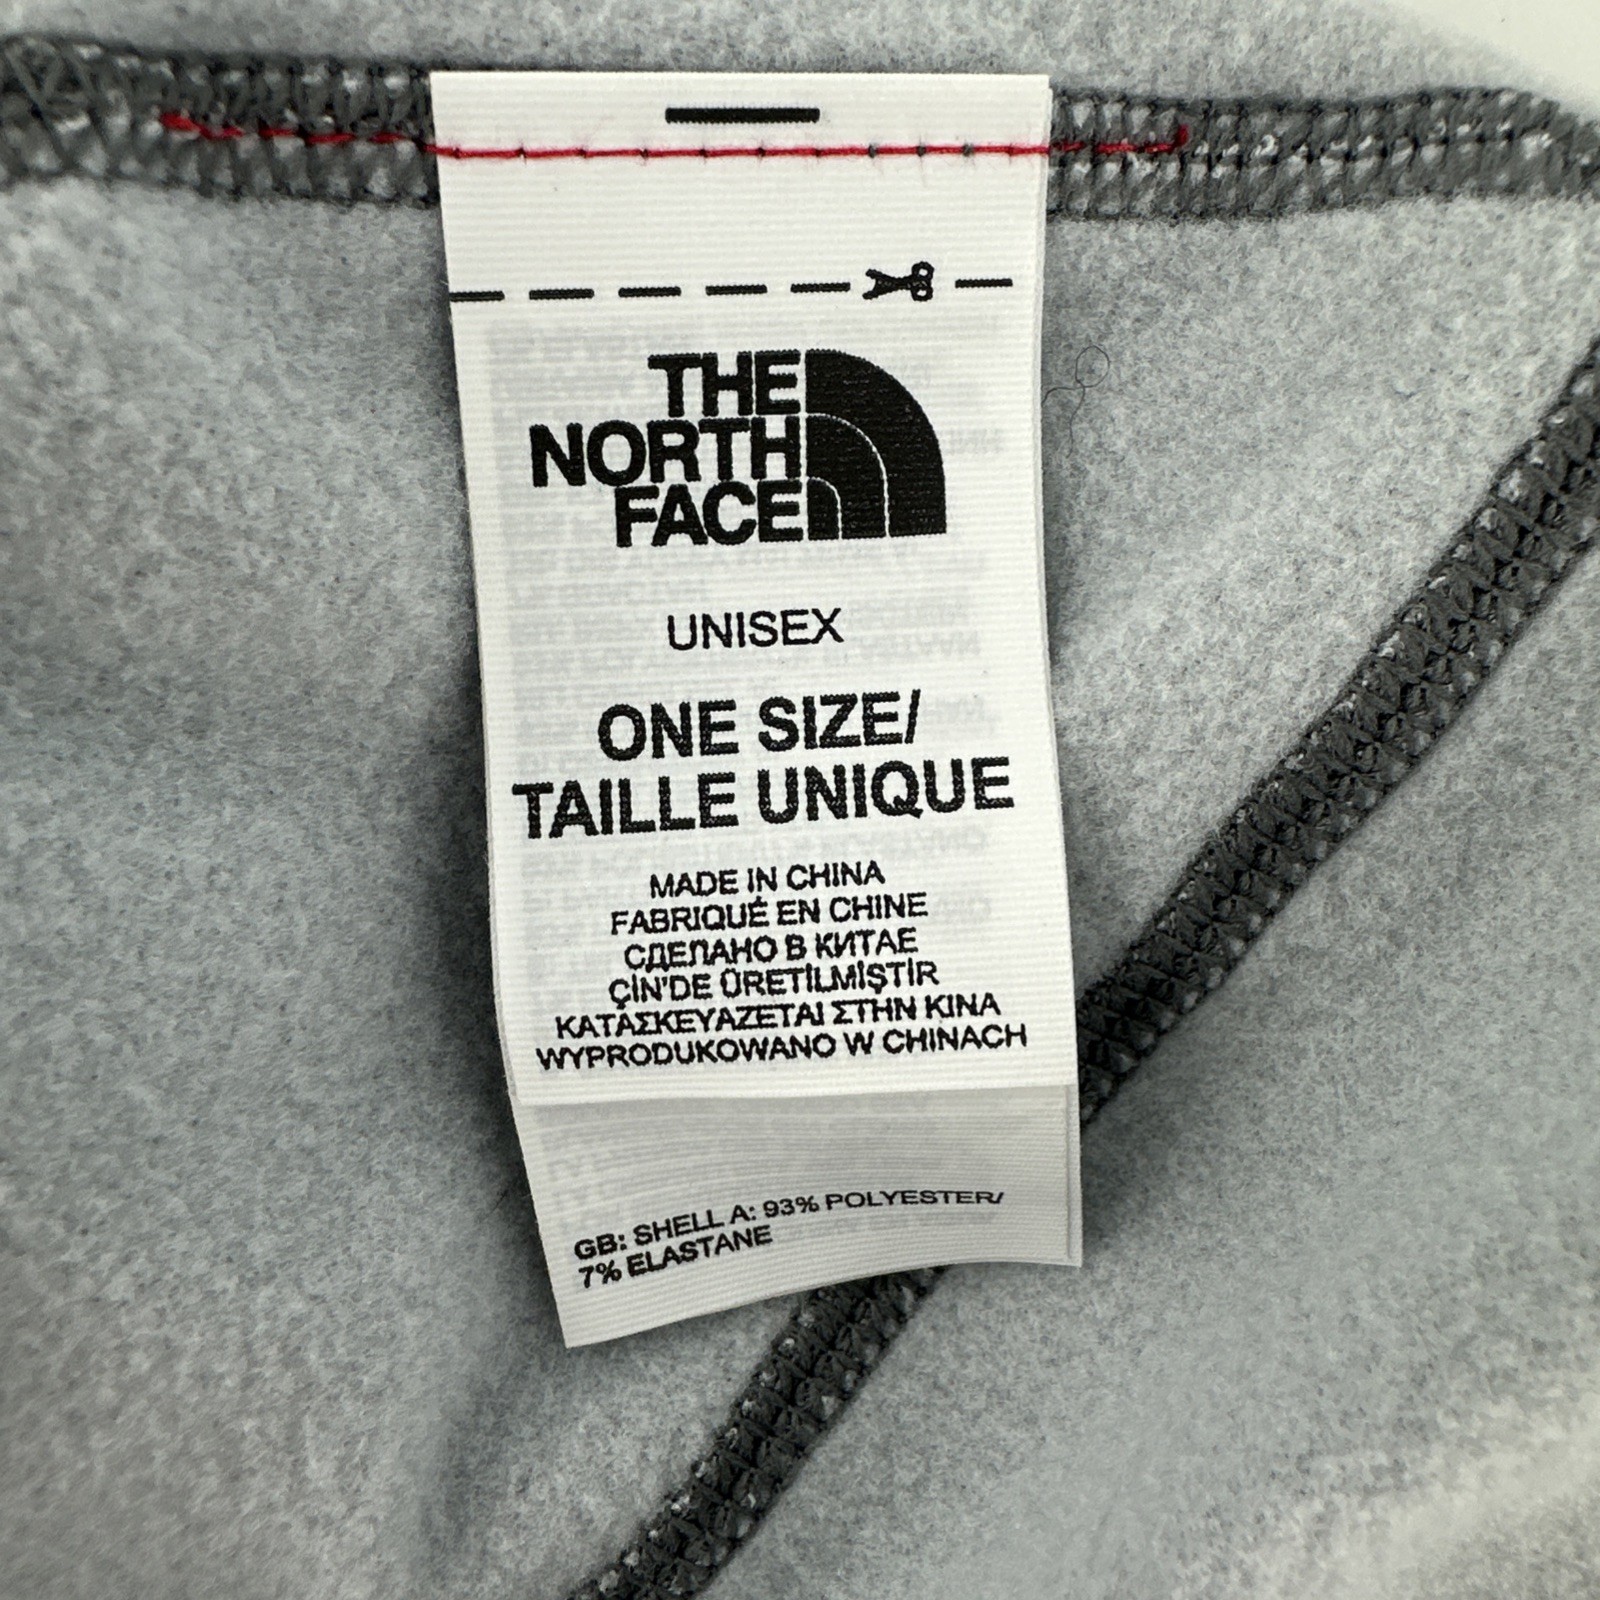 THE
NORTH
FACE
UNISEX
ONE SIZE/
TAILLE UNIQUE
MADE IN CHINA
FABRIQUÉ EN CHINE
СДЕЛАНО В КИТАЕ
ÇİN'DE ÜRETİLMİŞTİR
ΚΑΤΑΣΚΕΥΑΖΕΤΑΙ ΣΤΗΝ ΚΙΝΑ
WYPRODUKOWANO W CHINACH
GB: SHELL A: 93% POLYESTER/
7% ELASTANE